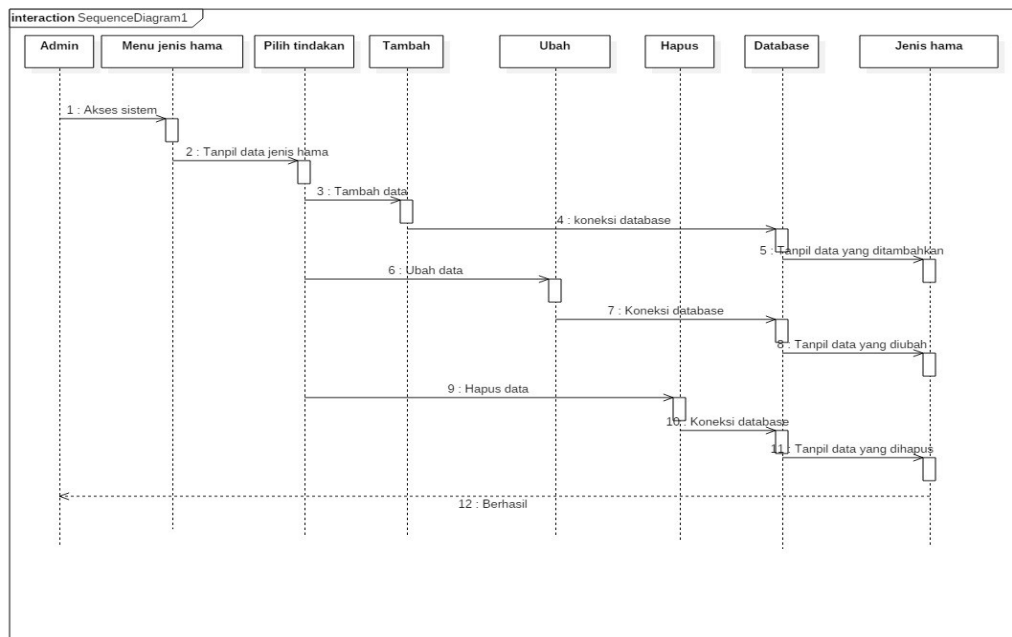 interaction SequenceDiagram1
Admin
Menu jenis hama
Pilih tindakan
Tambah
Ubah
Hapus
Database
Jenis hama
1 : Akses sistem
2 : Tanpil data jenis hama
3 : Tambah data
4 : koneksi database
5 : Tanpil data yang ditambahkan
6 : Ubah data
7 : Koneksi database
8 : Tanpil data yang diubah
9 : Hapus data
10 : Koneksi database
11 : Tanpil data yang dihapus
12 : Berhasil